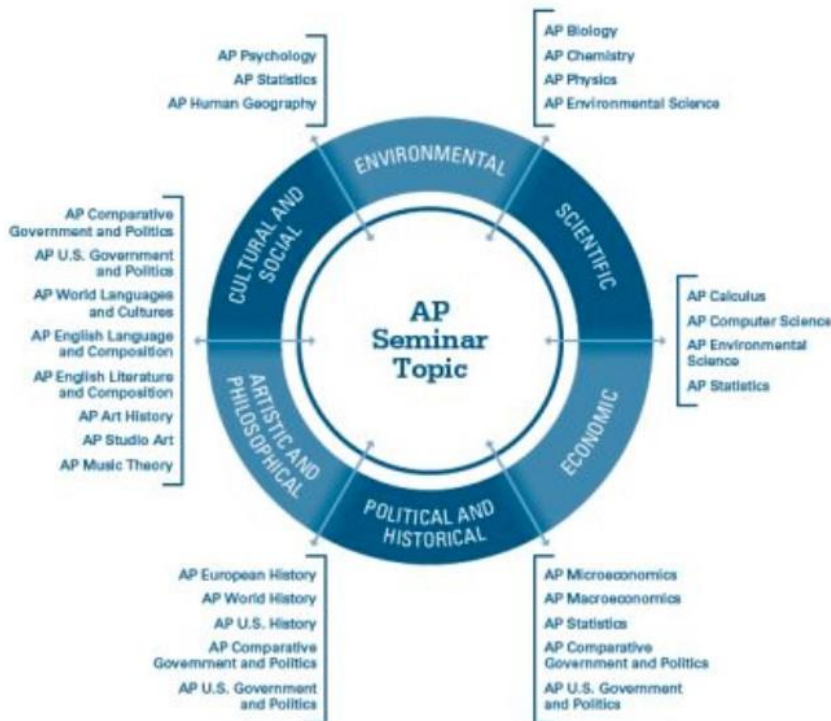 AP Psychology
AP Statistics
AP Human Geography
AP Biology
AP Chemistry
AP Physics
AP Environmental Science
ENVIRONMENTAL
CULTURAL AND
SOCIAL
SCIENTIFIC
AP Comparative
Government and Politics
AP U.S. Government
and Politics
AP World Languages
and Cultures
AP English Language
and Composition
AP English Literature
and Composition
AP Art History
AP Studio Art
AP Music Theory
AP
Seminar
Topic
AP Calculus
AP Computer Science
AP Environmental
Science
AP Statistics
ARTISTIC AND
PHILOSOPHICAL
ECONOMIC
POLITICAL AND
HISTORICAL
AP European History
AP World History
AP U.S. History
AP Comparative
Government and Politics
AP U.S. Government
and Politics
AP Microeconomics
AP Macroeconomics
AP Statistics
AP Comparative
Government and Politics
AP U.S. Government
and Politics